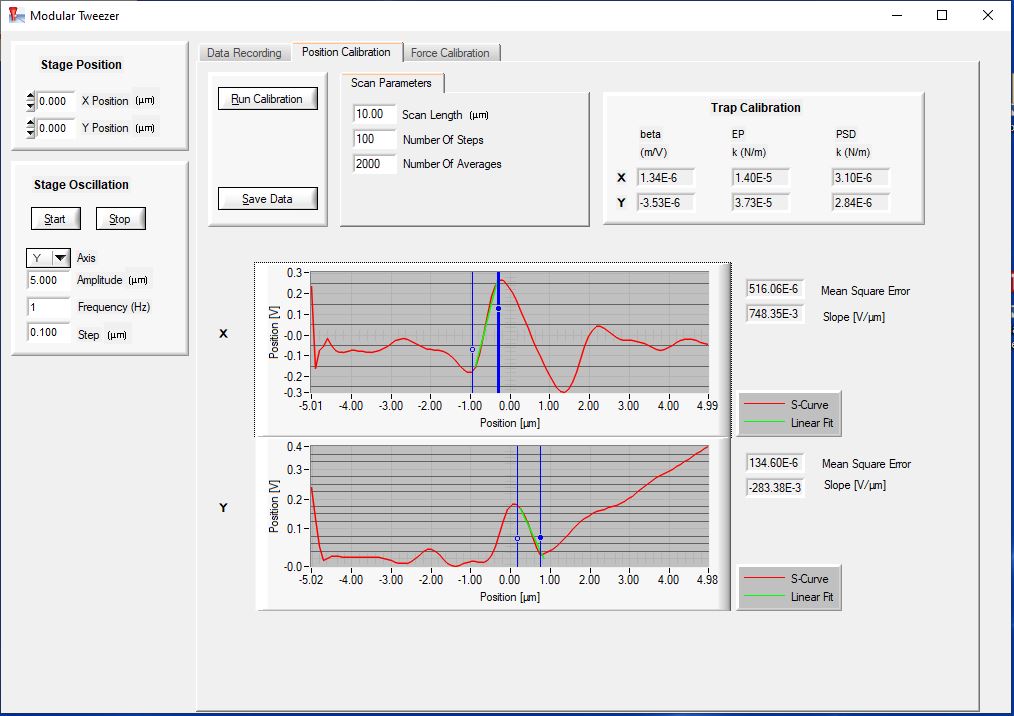 Modular Tweezer
Stage Position
0.000 X Position (µm)
0.000 Y Position (µm)
Stage Oscillation
Start Stop
Y Axis
5.000 Amplitude (µm)
1 Frequency (Hz)
0.100 Step (µm)
Data Recording Position Calibration Force Calibration
Run Calibration
Save Data
Scan Parameters
10.00 Scan Length (µm)
100 Number Of Steps
2000 Number Of Averages
Trap Calibration
beta EP PSD
(m/V) k (N/m) k (N/m)
X 1.34E-6 1.40E-5 3.10E-6
Y -3.53E-6 3.73E-5 2.84E-6
X
Position [V]
0.3
0.2
0.1
-0.0
-0.1
-0.2
-0.3
-5.01 -4.00 -3.00 -2.00 -1.00 0.00 1.00 2.00 3.00 4.00 4.99
Position [µm]
516.06E-6 Mean Square Error
748.35E-3 Slope [V/µm]
S-Curve
Linear Fit
Y
Position [V]
0.4
0.3
0.2
0.1
-0.0
-5.02 -4.00 -3.00 -2.00 -1.00 0.00 1.00 2.00 3.00 4.00 4.98
Position [µm]
134.60E-6 Mean Square Error
-283.38E-3 Slope [V/µm]
S-Curve
Linear Fit